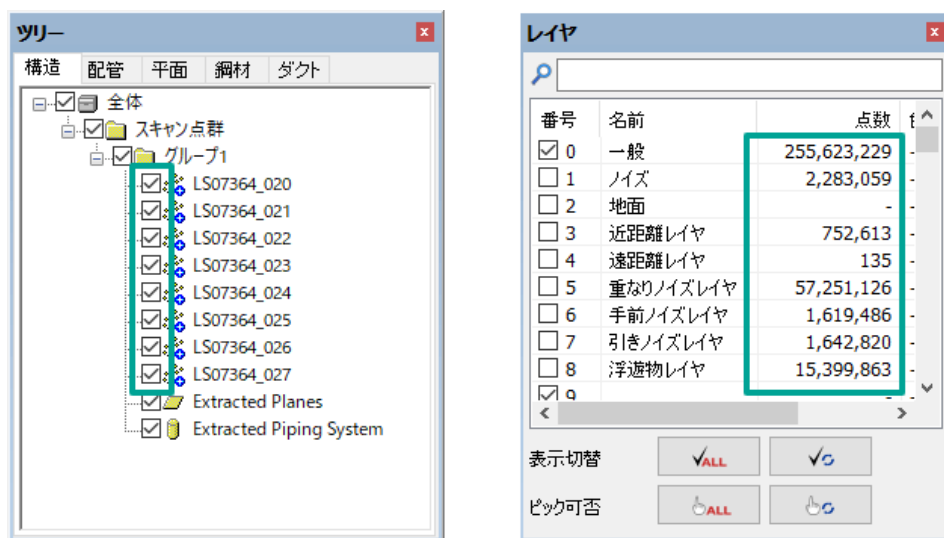 ツリー
構造 配管 平面 鋼材 ダクト
全体
スキャン点群
グループ1
LS07364_020
LS07364_021
LS07364_022
LS07364_023
LS07364_024
LS07364_025
LS07364_026
LS07364_027
Extracted Planes
Extracted Piping System
レイヤ
番号 名前 点数
0 一般 255,623,229 -
1 ノイズ 2,283,059 -
2 地面 - -
3 近距離レイヤ 752,613 -
4 遠距離レイヤ 135 -
5 重なりノイズレイヤ 57,251,126 -
6 手前ノイズレイヤ 1,619,486 -
7 引きノイズレイヤ 1,642,820 -
8 浮遊物レイヤ 15,399,863 -
9
表示切替 ALL
ピック可否 ALL